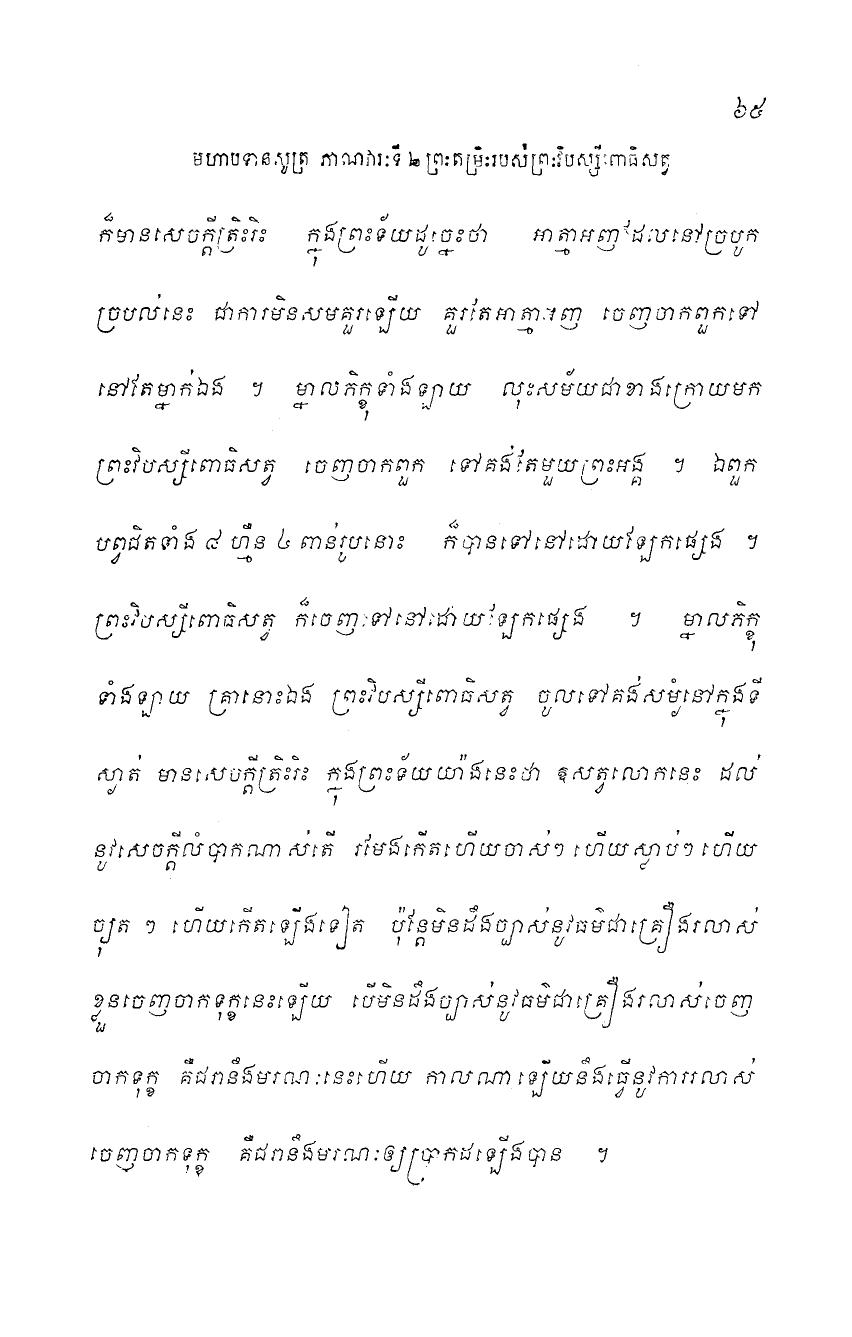 ៦៥
មហាបទានសូត្រ ភាណវារៈទី ២ ព្រះតម្រិះរបស់ព្រះវិបស្សីពោធិសត្វ
ក៏មានសេចក្តីត្រិះរិះ ក្នុងព្រះទ័យដូច្នេះថា អាត្មាអញដែលនៅច្របូក
ច្របល់នេះ ជាការមិនសមគួរឡើយ គួរតែអាត្មាអញ ចេញចាកពួកទៅ
នៅតែម្នាក់ឯង ។ ម្នាលភិក្ខុទាំងឡាយ លុះសម័យជាខាងក្រោយមក
ព្រះវិបស្សីពោធិសត្វ ចេញចាកពួក ទៅគង់តែមួយព្រះអង្គ ។ ឯពួក
បព្វជិតទាំង ៨ ហ្មឺន ៤ ពាន់រូបនោះ ក៏បានទៅនៅដោយឡែកផ្សេង ។
ព្រះវិបស្សីពោធិសត្វ ក៏ចេញទៅនៅដោយឡែកផ្សេង ។ ម្នាលភិក្ខុ
ទាំងឡាយ គ្រានោះឯង ព្រះវិបស្សីពោធិសត្វ ចូលទៅគង់សម្ងំនៅក្នុងទី
ស្ងាត់ មានសេចក្តីត្រិះរិះ ក្នុងព្រះទ័យយ៉ាងនេះថា ឱសត្វលោកនេះ ដល់
នូវសេចក្តីលំបាកណាស់តើ រមែងកើតហើយចាស់ៗ ហើយស្លាប់ៗ ហើយ
ច្យុត ៗ ហើយកើតឡើងទៀត ប៉ុន្តែមិនដឹងច្បាស់នូវធម៌ជាគ្រឿងរលាស់
ខ្លួនចេញចាកទុក្ខនេះឡើយ បើមិនដឹងច្បាស់នូវធម៌ជាគ្រឿងរលាស់ចេញ
ចាកទុក្ខ គឺជរានឹងមរណៈនេះហើយ កាលណាឡើយនឹងធ្វើនូវការរលាស់
ចេញចាកទុក្ខ គឺជរានឹងមរណៈឲ្យប្រាកដឡើងបាន ។